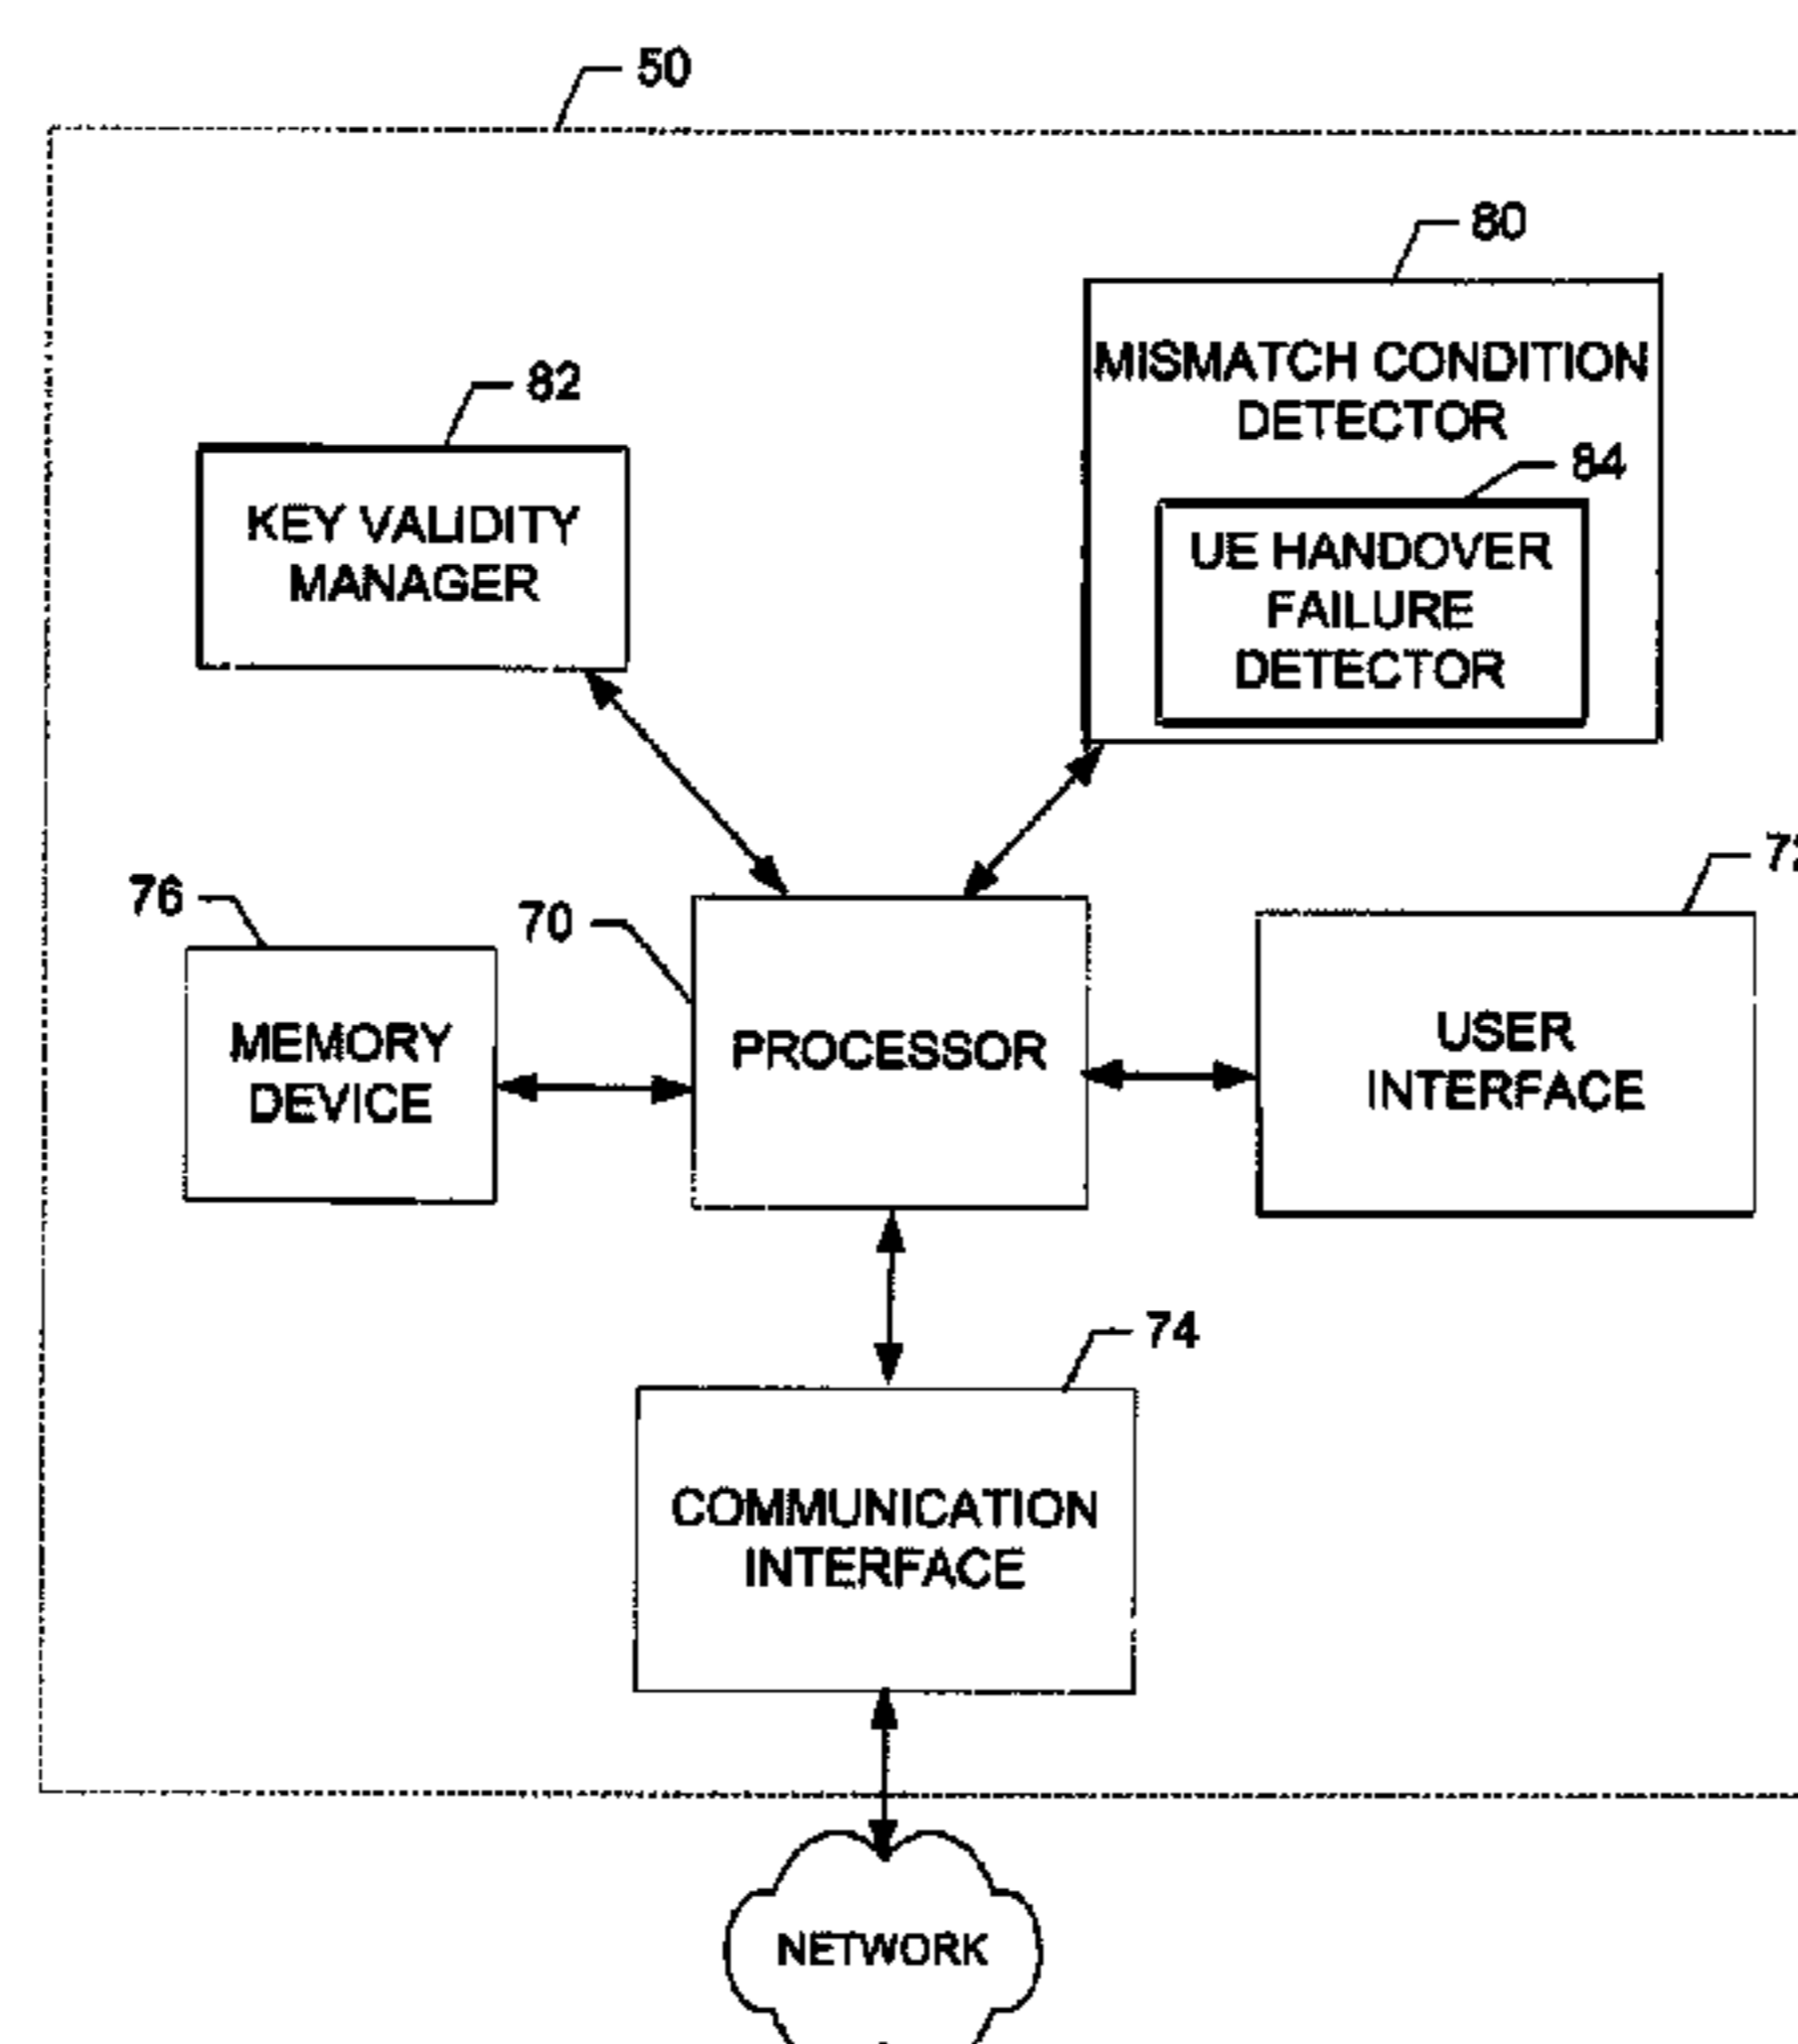 50
80
MISMATCH CONDITION
DETECTOR
84
UE HANDOVER
FAILURE
DETECTOR
82
KEY VALIDITY
MANAGER
76
MEMORY
DEVICE
70
PROCESSOR
USER
INTERFACE
74
COMMUNICATION
INTERFACE
NETWORK